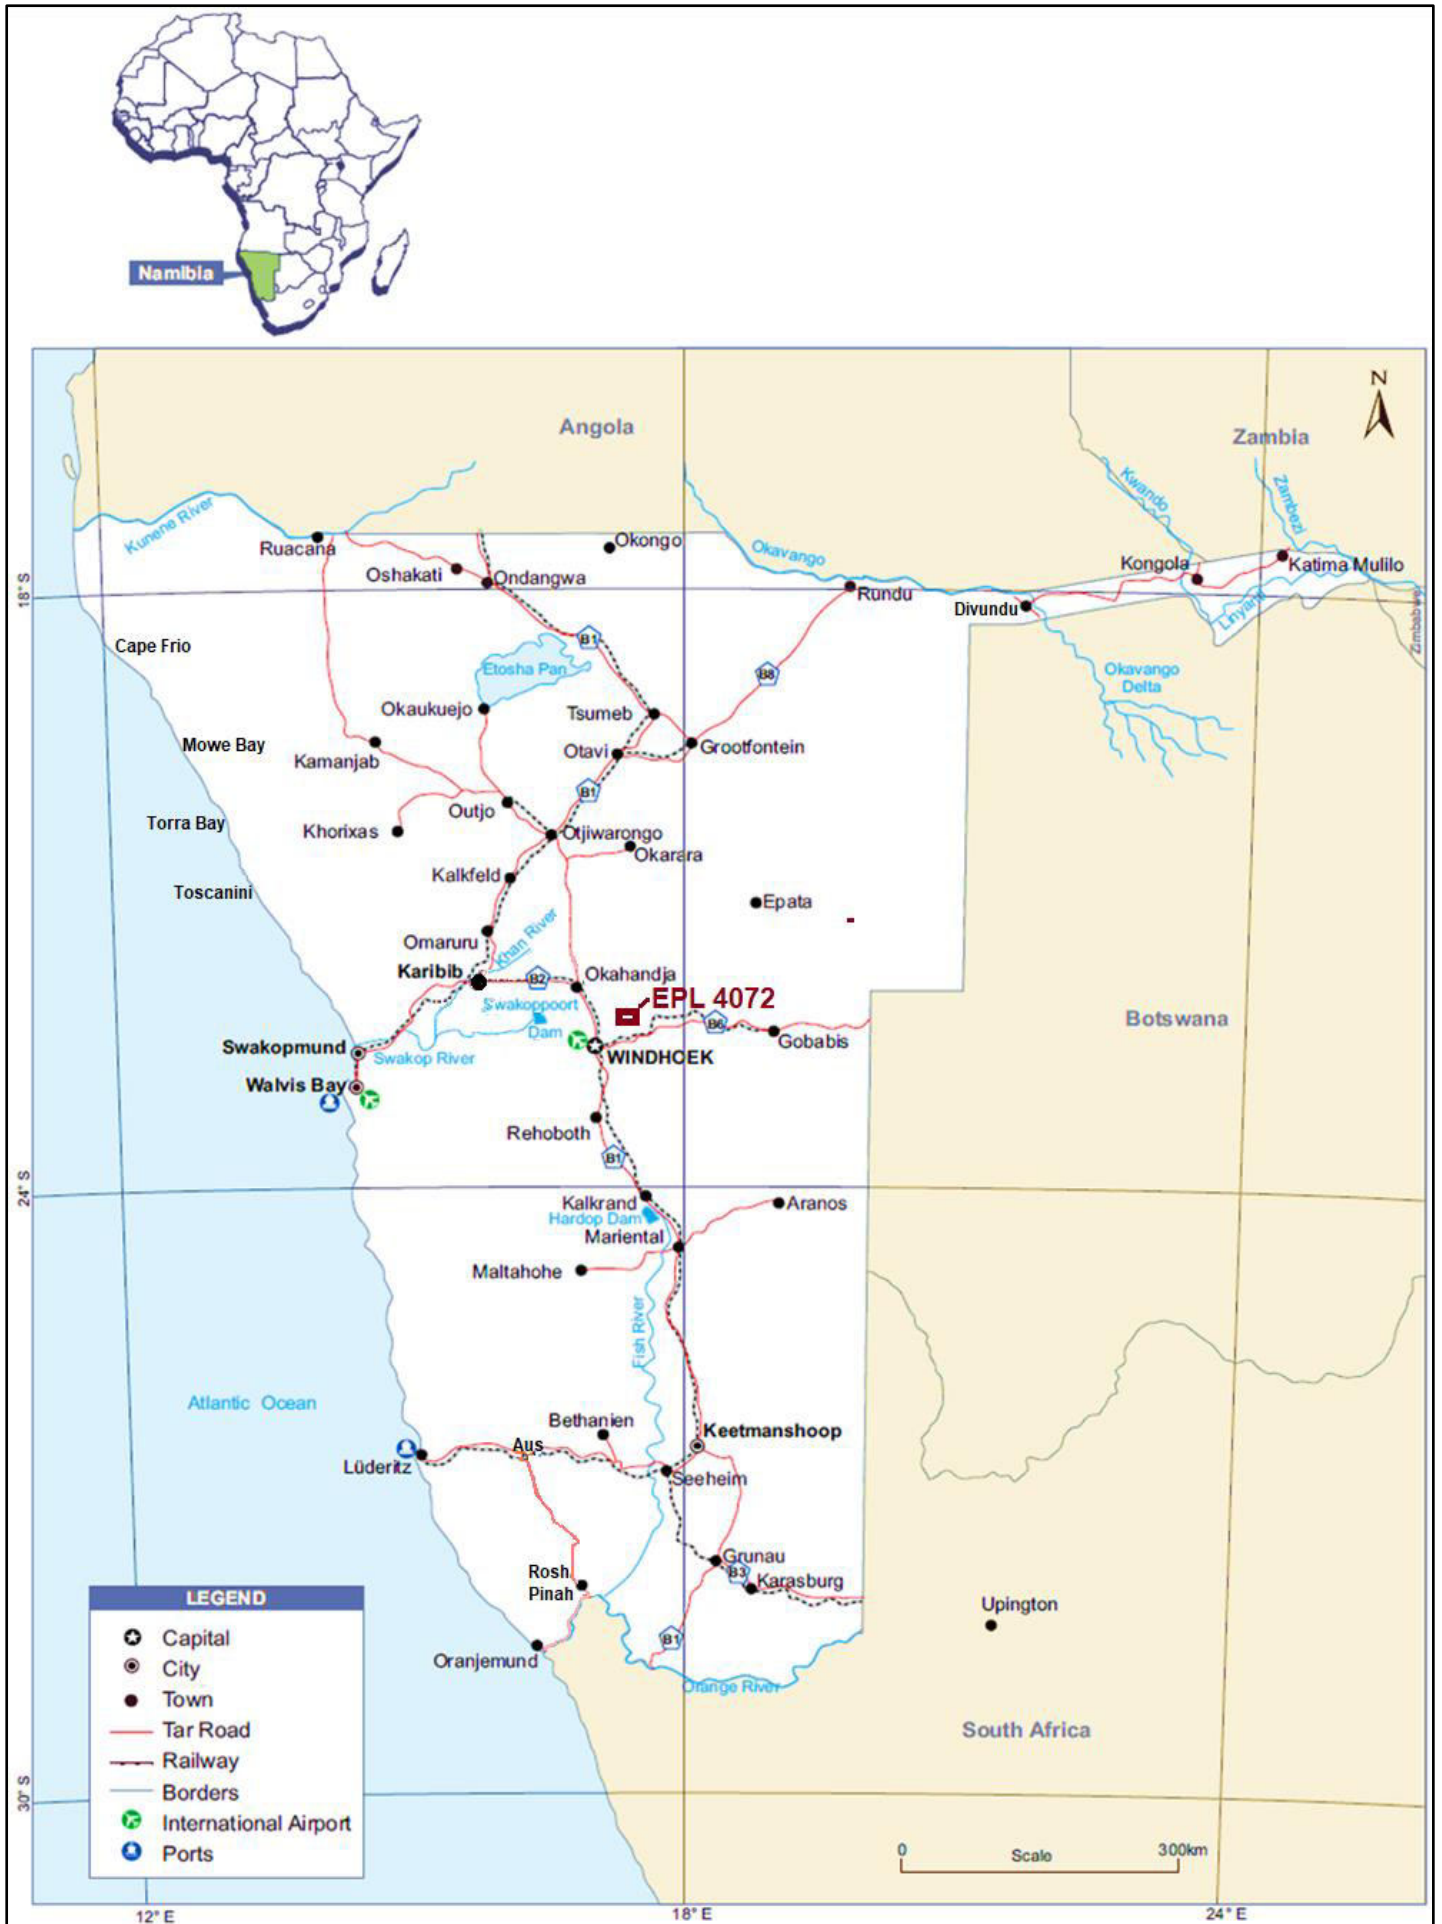 Namibia
Angola
Zambia
N
Kwando
Zambezi
Kunene River
Ruacana
Okongo
Okavango
Oshakati
Ondangwa
Kongola
Katima Mulilo
18° S
Rundu
Divundu
Linyanti
Zimbabwe
Cape Frio
B1
Etosha Pan
B8
Okavango
Delta
Okaukuejo
Tsumeb
Mowe Bay
Otavi
Grootfontein
Kamanjab
B1
Outjo
Torra Bay
Khorixas
Otjiwarongo
Okarara
Kalkfeld
Toscanini
Epata
Omaruru
Khan River
Karibib
B2
Okahandja
EPL 4072
Swakoppoort
Dam
B6
Botswana
Gobabis
Swakopmund
Swakop River
WINDHOEK
Walvis Bay
Rehoboth
B1
24° S
Kalkrand
Aranos
Hardop Dam
Mariental
Maltahohe
Fish River
Atlantic Ocean
Bethanien
Keetmanshoop
Aus
Lüderitz
Seeheim
Grunau
Rosh
Pinah
B3
Karasburg
LEGEND
Upington
Capital
B1
City
Oranjemund
Town
Orange River
Tar Road
South Africa
Railway
30° S
Borders
International Airport
Ports
0
Scale
300km
12° E
18° E
24° E